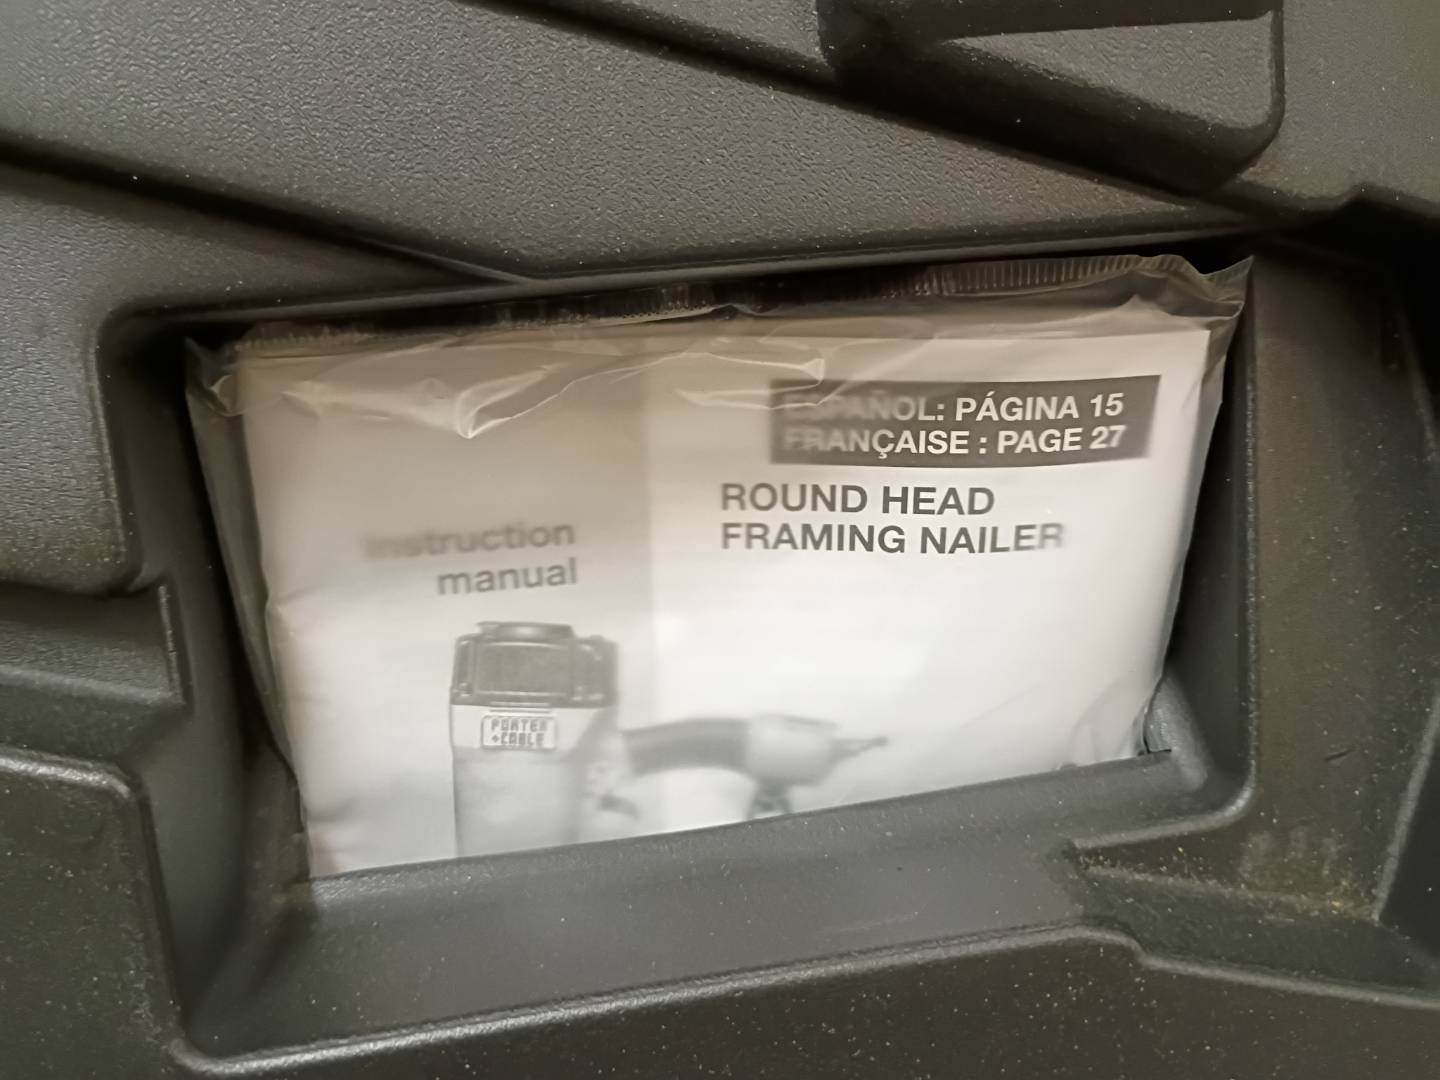 ESPAÑOL: PÁGINA 15
FRANÇAISE : PAGE 27
ROUND HEAD
FRAMING NAILER
Instruction
manual
PORTER
+CABLE